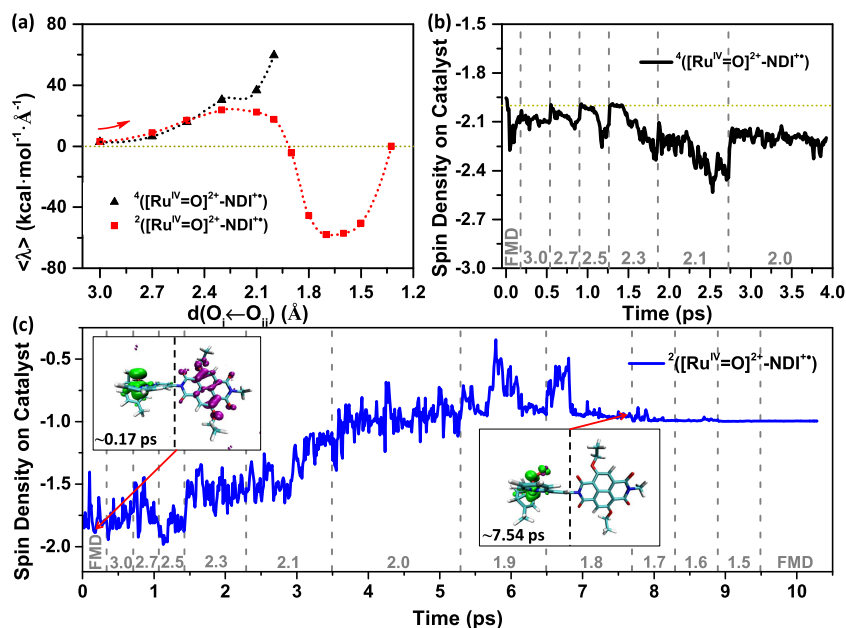 (a)
80
40
0
-40
-80
<λ> (kcal·mol⁻¹·Å⁻¹)
⁴([Ruᴵⱽ=O]²⁺-NDI⁺•)
²([Ruᴵⱽ=O]²⁺-NDI⁺•)
3.0 2.7 2.4 2.1 1.8 1.5 1.2
d(Oᵢ←Oᵢᵢ) (Å)
(b)
-1.5
-1.8
-2.1
-2.4
-2.7
-3.0
Spin Density on Catalyst
⁴([Ruᴵⱽ=O]²⁺-NDI⁺•)
FMD 3.0 2.7 2.5 2.3 2.1 2.0
0.0 0.5 1.0 1.5 2.0 2.5 3.0 3.5 4.0
Time (ps)
(c)
-0.5
-1.0
-1.5
-2.0
Spin Density on Catalyst
²([Ruᴵⱽ=O]²⁺-NDI⁺•)
~0.17 ps
~7.54 ps
FMD 3.0 2.7 2.5 2.3 2.1 2.0 1.9 1.8 1.7 1.6 1.5 FMD
0 1 2 3 4 5 6 7 8 9 10
Time (ps)